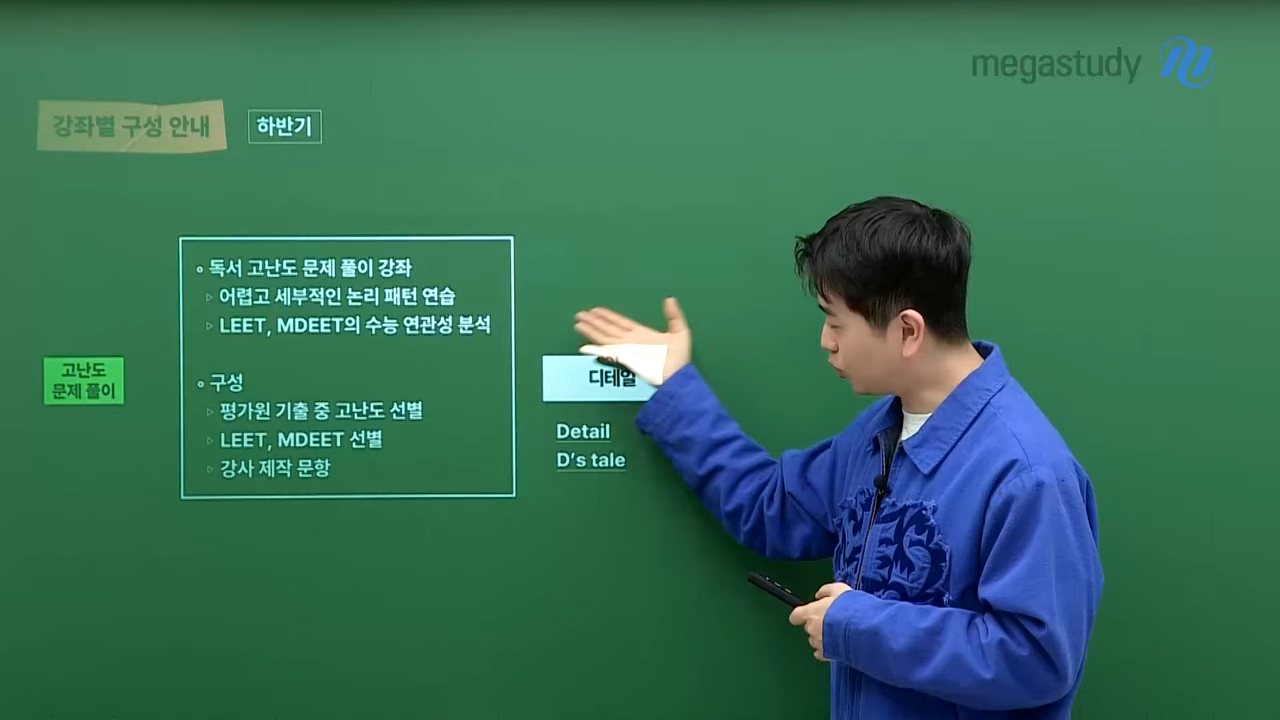 megastudy
강좌별 구성 안내
하반기
독서 고난도 문제 풀이 강좌
어렵고 세부적인 논리 패턴 연습
LEET, MDEET의 수능 연관성 분석
구성
평가원 기출 중 고난도 선별
LEET, MDEET 선별
강사 제작 문항
고난도
문제 풀이
디테일
Detail
D's tale